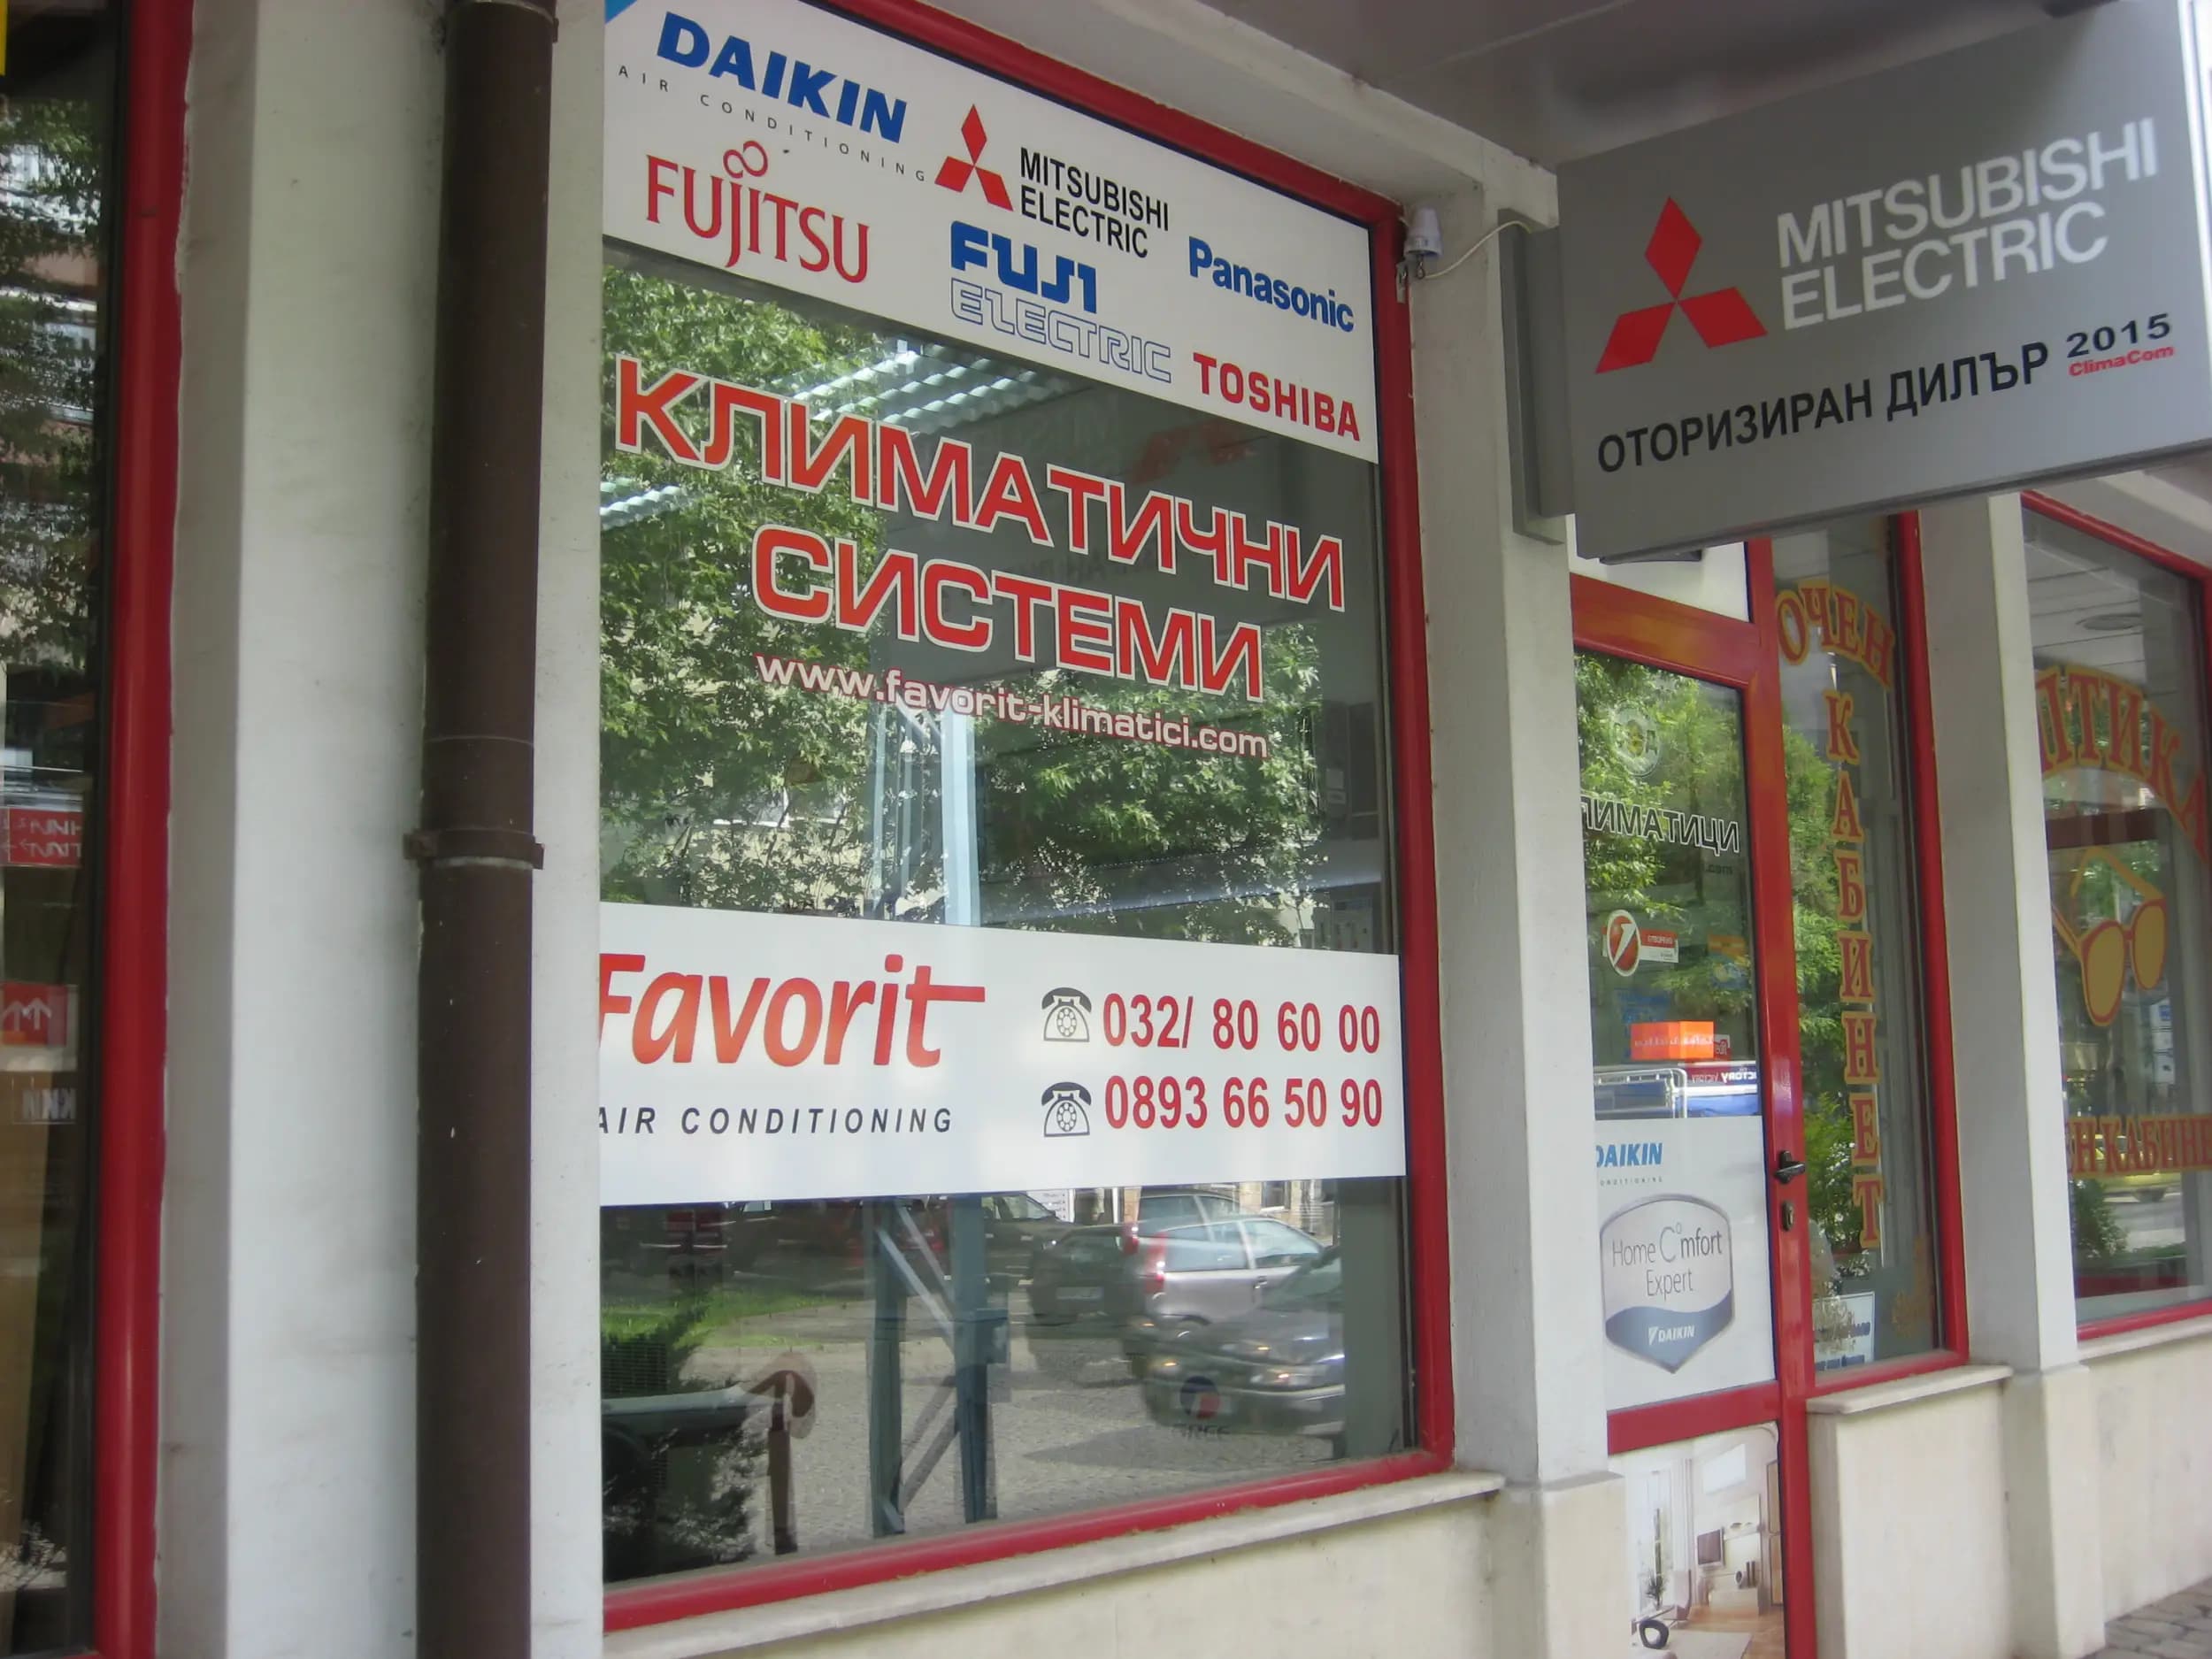 DAIKIN
AIR CONDITIONING
MITSUBISHI
ELECTRIC
FUJITSU
FUJI
ELECTRIC
Panasonic
TOSHIBA
КЛИМАТИЧНИ
СИСТЕМИ
www.favorit-klimatici.com
Favorit
AIR CONDITIONING
032/ 80 60 00
0893 66 50 90
MITSUBISHI
ELECTRIC
ОТОРИЗИРАН ДИЛЪР 2015
ClimaCom
ОЧЕН
КАБИНЕТ
DAIKIN
Home Comfort
Expert
DAIKIN